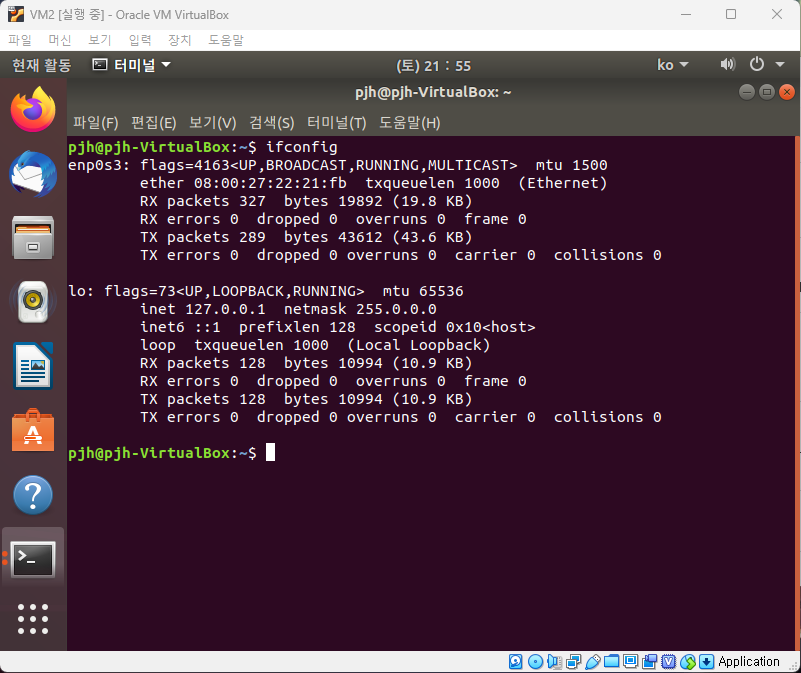 VM2 [실행 중] - Oracle VM VirtualBox
파일 머신 보기 입력 장치 도움말
현재 활동 터미널 (토) 21 : 55 ko
pjh@pjh-VirtualBox: ~
파일(F) 편집(E) 보기(V) 검색(S) 터미널(T) 도움말(H)
pjh@pjh-VirtualBox:~$ ifconfig
enp0s3: flags=4163<UP,BROADCAST,RUNNING,MULTICAST>  mtu 1500
        ether 08:00:27:22:21:fb  txqueuelen 1000  (Ethernet)
        RX packets 327  bytes 19892 (19.8 KB)
        RX errors 0  dropped 0  overruns 0  frame 0
        TX packets 289  bytes 43612 (43.6 KB)
        TX errors 0  dropped 0 overruns 0  carrier 0  collisions 0
lo: flags=73<UP,LOOPBACK,RUNNING>  mtu 65536
        inet 127.0.0.1  netmask 255.0.0.0
        inet6 ::1  prefixlen 128  scopeid 0x10<host>
        loop  txqueuelen 1000  (Local Loopback)
        RX packets 128  bytes 10994 (10.9 KB)
        RX errors 0  dropped 0  overruns 0  frame 0
        TX packets 128  bytes 10994 (10.9 KB)
        TX errors 0  dropped 0 overruns 0  carrier 0  collisions 0
pjh@pjh-VirtualBox:~$
Application